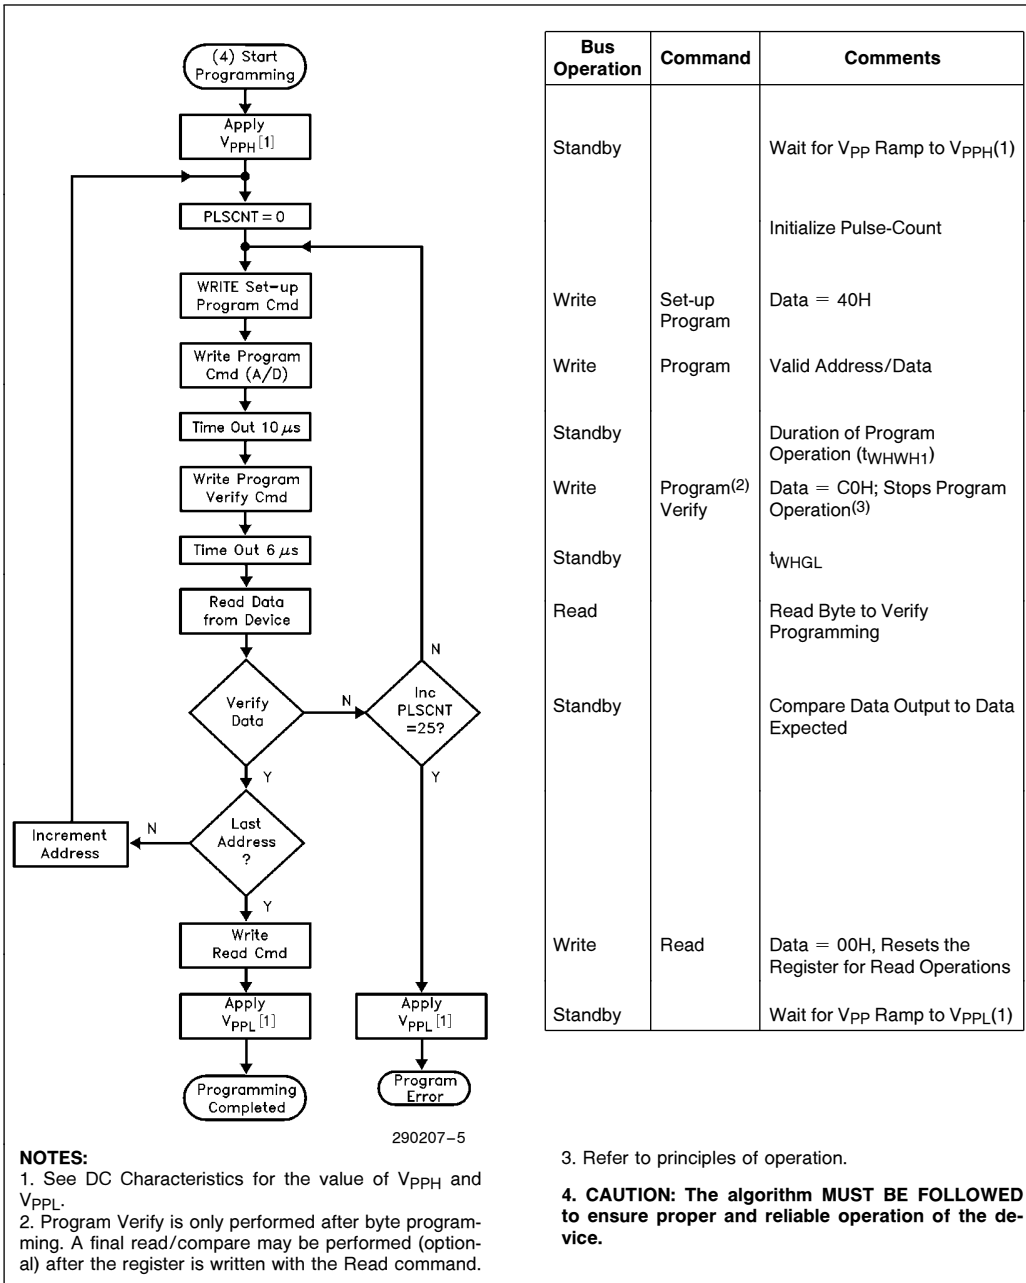 (4) Start
Programming
Apply
VPPH [1]
PLSCNT = 0
WRITE Set-up
Program Cmd
Write Program
Cmd (A/D)
Time Out 10 μs
Write Program
Verify Cmd
Time Out 6 μs
Read Data
from Device
Verify
Data
N
Inc
PLSCNT
=25?
N
Y
Y
Last
Address
?
N
Increment
Address
Y
Write
Read Cmd
Apply
VPPL [1]
Programming
Completed
Apply
VPPL [1]
Program
Error
290207–5
Bus
Operation
Command
Comments
Standby
Wait for VPP Ramp to VPPH(1)
Initialize Pulse-Count
Write
Set-up
Program
Data = 40H
Write
Program
Valid Address/Data
Standby
Duration of Program
Operation (tWHWH1)
Write
Program(2)
Verify
Data = C0H; Stops Program
Operation(3)
Standby
tWHGL
Read
Read Byte to Verify
Programming
Standby
Compare Data Output to Data
Expected
Write
Read
Data = 00H, Resets the
Register for Read Operations
Standby
Wait for VPP Ramp to VPPL(1)
NOTES:
1. See DC Characteristics for the value of VPPH and
VPPL.
2. Program Verify is only performed after byte program-
ming. A final read/compare may be performed (option-
al) after the register is written with the Read command.
3. Refer to principles of operation.
4. CAUTION: The algorithm MUST BE FOLLOWED
to ensure proper and reliable operation of the de-
vice.